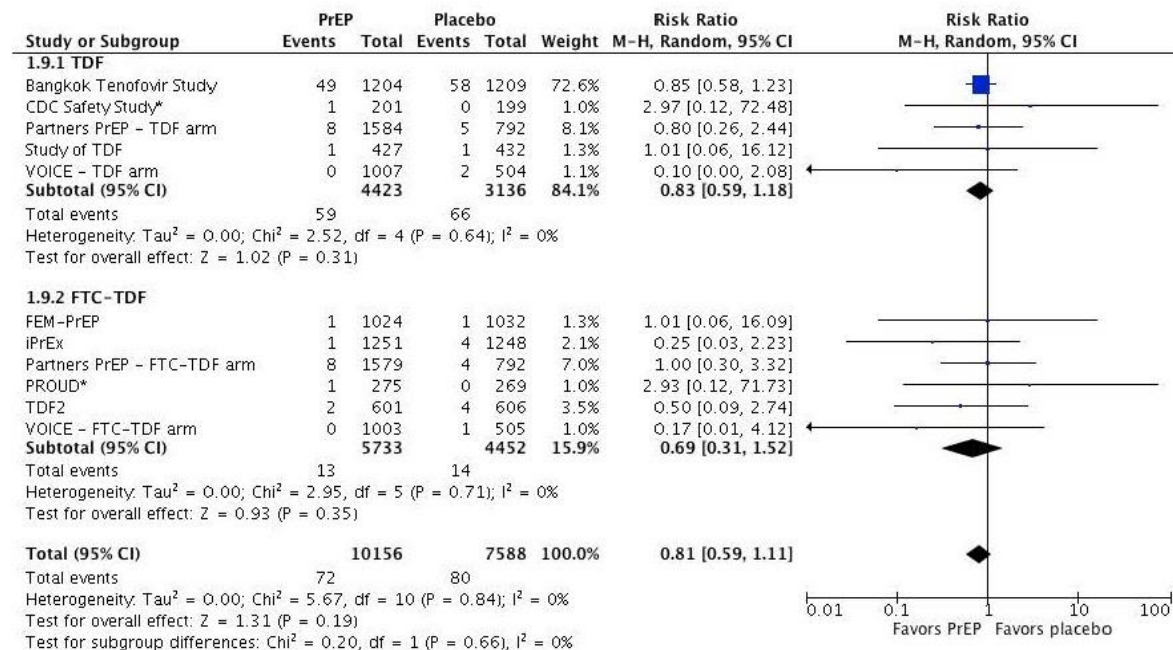 PrEP Placebo Risk Ratio Risk Ratio
Study or Subgroup Events Total Events Total Weight M-H, Random, 95% CI M-H, Random, 95% CI
1.9.1 TDF
Bangkok Tenofovir Study 49 1204 58 1209 72.6% 0.85 [0.58, 1.23]
CDC Safety Study* 1 201 0 199 1.0% 2.97 [0.12, 72.48]
Partners PrEP - TDF arm 8 1584 5 792 8.1% 0.80 [0.26, 2.44]
Study of TDF 1 427 1 432 1.3% 1.01 [0.06, 16.12]
VOICE - TDF arm 0 1007 2 504 1.1% 0.10 [0.00, 2.08]
Subtotal (95% CI) 4423 3136 84.1% 0.83 [0.59, 1.18]
Total events 59 66
Heterogeneity: Tau² = 0.00; Chi² = 2.52, df = 4 (P = 0.64); I² = 0%
Test for overall effect: Z = 1.02 (P = 0.31)
1.9.2 FTC-TDF
FEM-PrEP 1 1024 1 1032 1.3% 1.01 [0.06, 16.09]
iPrEx 1 1251 4 1248 2.1% 0.25 [0.03, 2.23]
Partners PrEP - FTC-TDF arm 8 1579 4 792 7.0% 1.00 [0.30, 3.32]
PROUD* 1 275 0 269 1.0% 2.93 [0.12, 71.73]
TDF2 2 601 4 606 3.5% 0.50 [0.09, 2.74]
VOICE - FTC-TDF arm 0 1003 1 505 1.0% 0.17 [0.01, 4.12]
Subtotal (95% CI) 5733 4452 15.9% 0.69 [0.31, 1.52]
Total events 13 14
Heterogeneity: Tau² = 0.00; Chi² = 2.95, df = 5 (P = 0.71); I² = 0%
Test for overall effect: Z = 0.93 (P = 0.35)
Total (95% CI) 10156 7588 100.0% 0.81 [0.59, 1.11]
Total events 72 80
Heterogeneity: Tau² = 0.00; Chi² = 5.67, df = 10 (P = 0.84); I² = 0%
Test for overall effect: Z = 1.31 (P = 0.19)
Test for subgroup differences: Chi² = 0.20, df = 1 (P = 0.66), I² = 0%
0.01 0.1 1 10 100
Favors PrEP Favors placebo